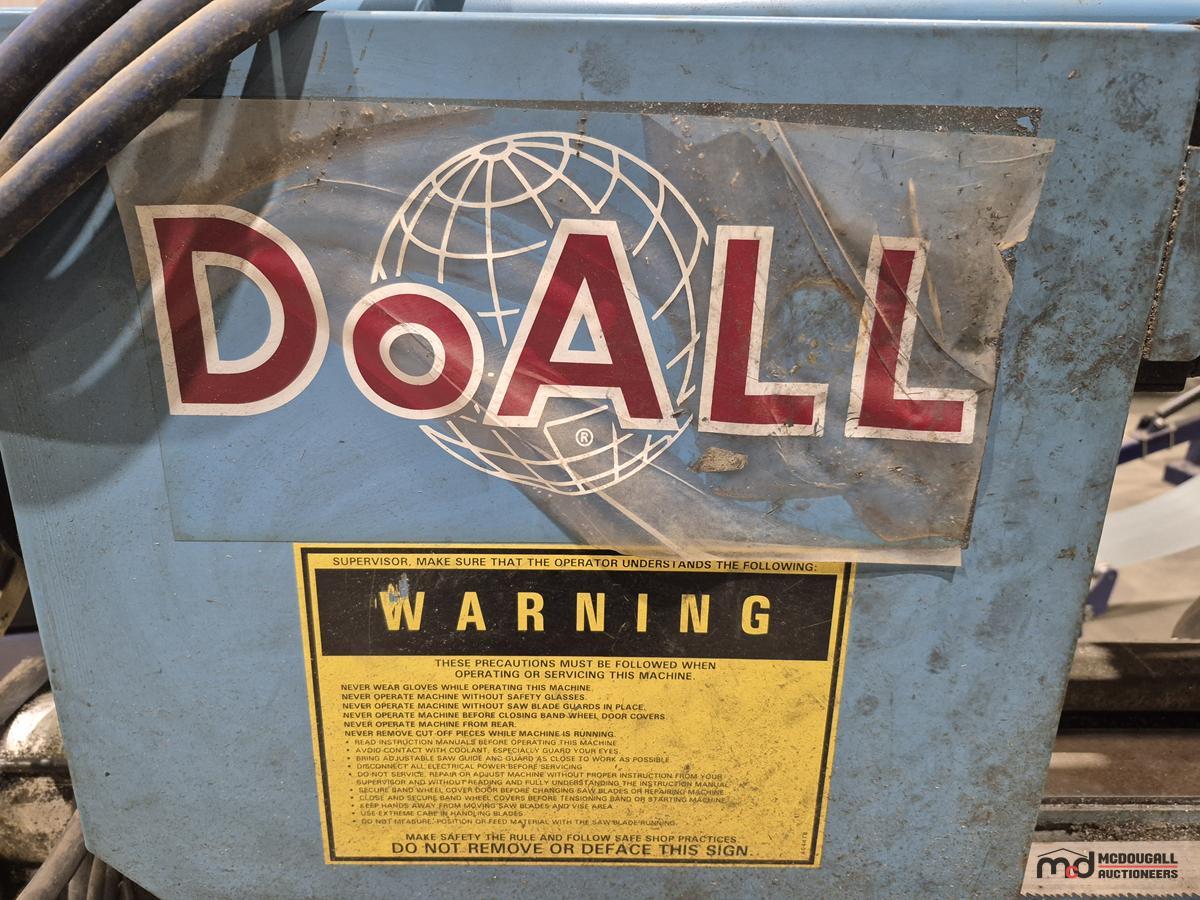 DoALL
®
SUPERVISOR, MAKE SURE THAT THE OPERATOR UNDERSTANDS THE FOLLOWING:
WARNING
THESE PRECAUTIONS MUST BE FOLLOWED WHEN
OPERATING OR SERVICING THIS MACHINE.
NEVER WEAR GLOVES WHILE OPERATING THIS MACHINE.
NEVER OPERATE MACHINE WITHOUT SAFETY GLASSES.
NEVER OPERATE MACHINE WITHOUT SAW BLADE GUARDS IN PLACE.
NEVER OPERATE MACHINE BEFORE CLOSING BAND WHEEL DOOR COVERS.
NEVER OPERATE MACHINE FROM REAR.
NEVER REMOVE CUT-OFF PIECES WHILE MACHINE IS RUNNING.
• READ INSTRUCTION MANUALS BEFORE OPERATING THIS MACHINE
• AVOID CONTACT WITH COOLANT, ESPECIALLY GUARD YOUR EYES.
• BRING ADJUSTABLE SAW GUIDE AND GUARD AS CLOSE TO WORK AS POSSIBLE.
• DISCONNECT ALL ELECTRICAL POWER BEFORE SERVICING
• DO NOT SERVICE, REPAIR OR ADJUST MACHINE WITHOUT PROPER INSTRUCTION FROM YOUR
SUPERVISOR AND WITHOUT READING AND FULLY UNDERSTANDING THE INSTRUCTION MANUAL
• SECURE BAND WHEEL COVER DOOR BEFORE CHANGING SAW BLADES OR REPAIRING MACHINE
• CLOSE AND SECURE BAND WHEEL COVERS BEFORE TENSIONING BAND OR STARTING MACHINE
• KEEP HANDS AWAY FROM MOVING SAW BLADES AND VISE AREA
• USE EXTREME CARE IN HANDLING BLADES
• DO NOT MEASURE, POSITION OR FEED MATERIAL WITH THE SAW BLADE RUNNING.
MAKE SAFETY THE RULE AND FOLLOW SAFE SHOP PRACTICES.
DO NOT REMOVE OR DEFACE THIS SIGN.
mcd MCDOUGALL
AUCTIONEERS